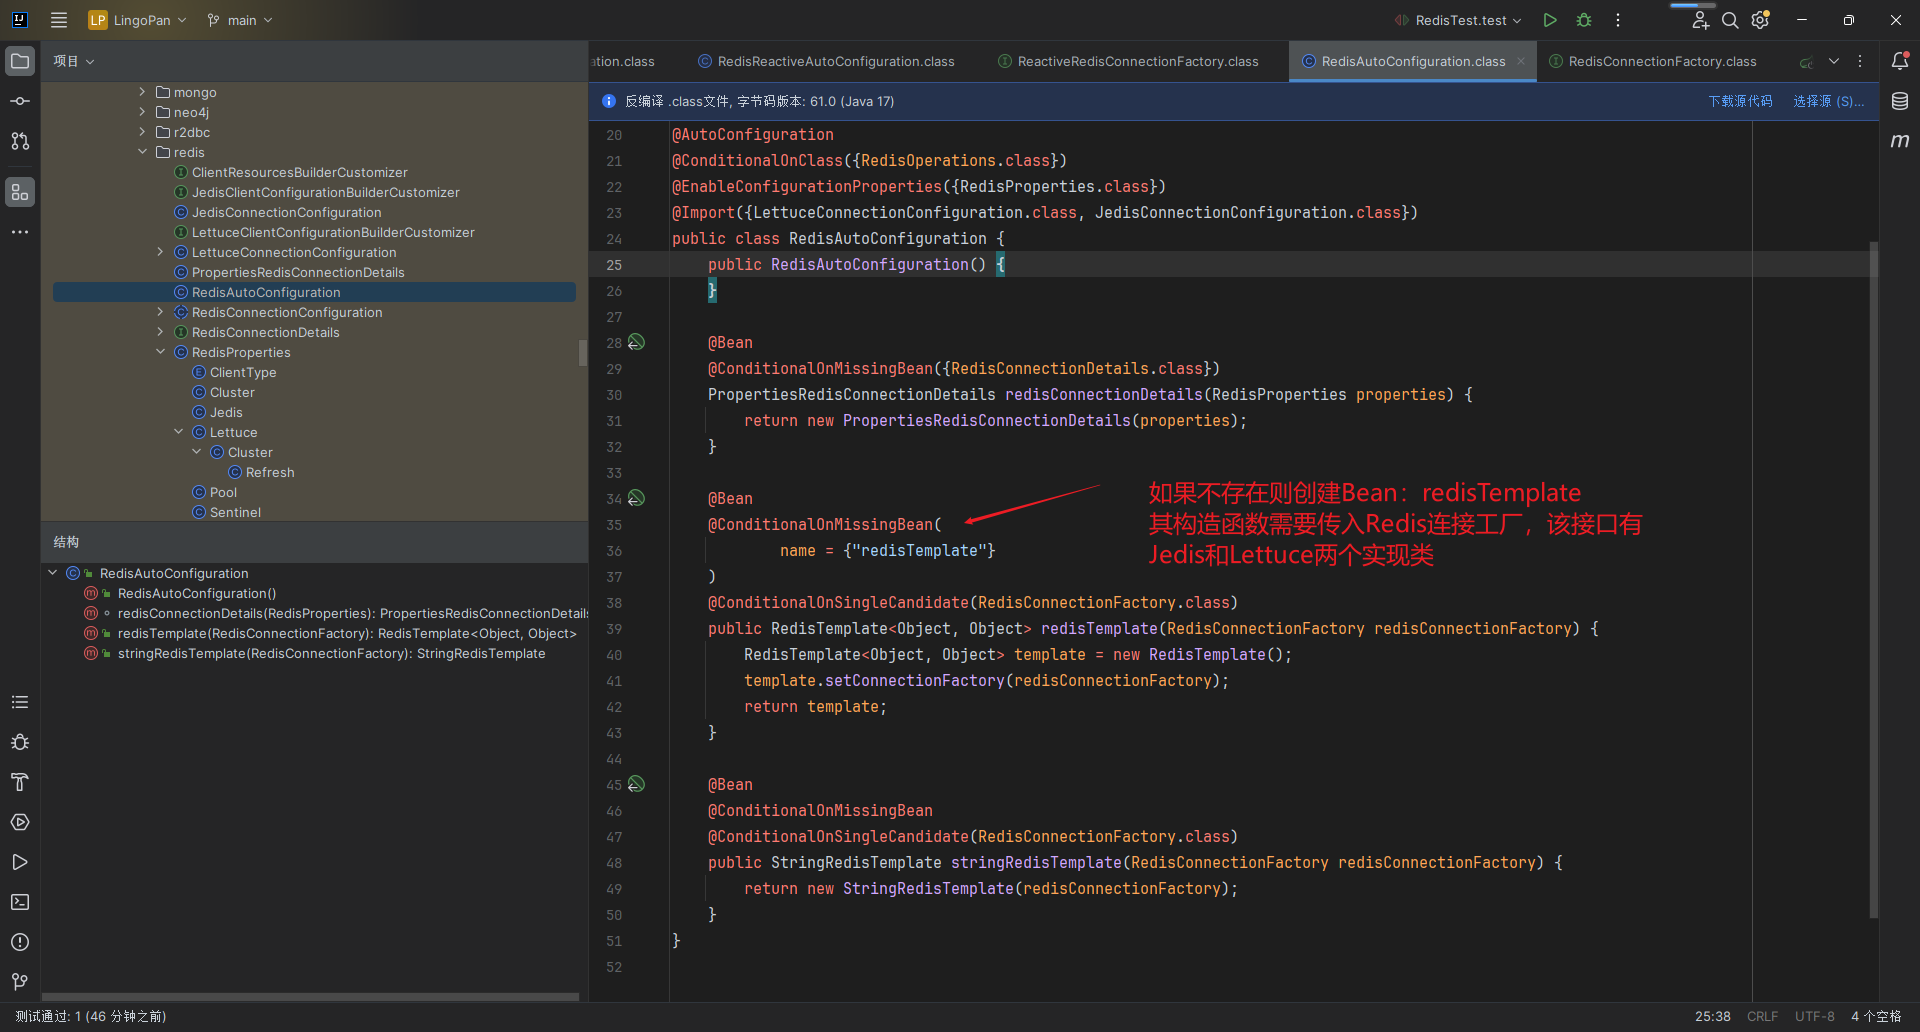 LP LingoPan
main
RedisTest.test
项目
ation.class
RedisReactiveAutoConfiguration.class
ReactiveRedisConnectionFactory.class
RedisAutoConfiguration.class
RedisConnectionFactory.class
反编译 .class文件, 字节码版本: 61.0 (Java 17)
下载源代码
选择源 (S)...
mongo
neo4j
r2dbc
redis
ClientResourcesBuilderCustomizer
JedisClientConfigurationBuilderCustomizer
JedisConnectionConfiguration
LettuceClientConfigurationBuilderCustomizer
LettuceConnectionConfiguration
PropertiesRedisConnectionDetails
RedisAutoConfiguration
RedisConnectionConfiguration
RedisConnectionDetails
RedisProperties
ClientType
Cluster
Jedis
Lettuce
Cluster
Refresh
Pool
Sentinel
结构
RedisAutoConfiguration
RedisAutoConfiguration()
redisConnectionDetails(RedisProperties): PropertiesRedisConnectionDetails
redisTemplate(RedisConnectionFactory): RedisTemplate<Object, Object>
stringRedisTemplate(RedisConnectionFactory): StringRedisTemplate
20 @AutoConfiguration
21 @ConditionalOnClass({RedisOperations.class})
22 @EnableConfigurationProperties({RedisProperties.class})
23 @Import({LettuceConnectionConfiguration.class, JedisConnectionConfiguration.class})
24 public class RedisAutoConfiguration {
25 public RedisAutoConfiguration() {
26 }
27
28 @Bean
29 @ConditionalOnMissingBean({RedisConnectionDetails.class})
30 PropertiesRedisConnectionDetails redisConnectionDetails(RedisProperties properties) {
31 return new PropertiesRedisConnectionDetails(properties);
32 }
33
34 @Bean
35 @ConditionalOnMissingBean(
36 name = {"redisTemplate"}
37 )
38 @ConditionalOnSingleCandidate(RedisConnectionFactory.class)
39 public RedisTemplate<Object, Object> redisTemplate(RedisConnectionFactory redisConnectionFactory) {
40 RedisTemplate<Object, Object> template = new RedisTemplate();
41 template.setConnectionFactory(redisConnectionFactory);
42 return template;
43 }
44
45 @Bean
46 @ConditionalOnMissingBean
47 @ConditionalOnSingleCandidate(RedisConnectionFactory.class)
48 public StringRedisTemplate stringRedisTemplate(RedisConnectionFactory redisConnectionFactory) {
49 return new StringRedisTemplate(redisConnectionFactory);
50 }
51 }
52
如果不存在则创建Bean：redisTemplate
其构造函数需要传入Redis连接工厂，该接口有
Jedis和Lettuce两个实现类
测试通过: 1 (46 分钟之前)
25:38
CRLF
UTF-8
4 个空格